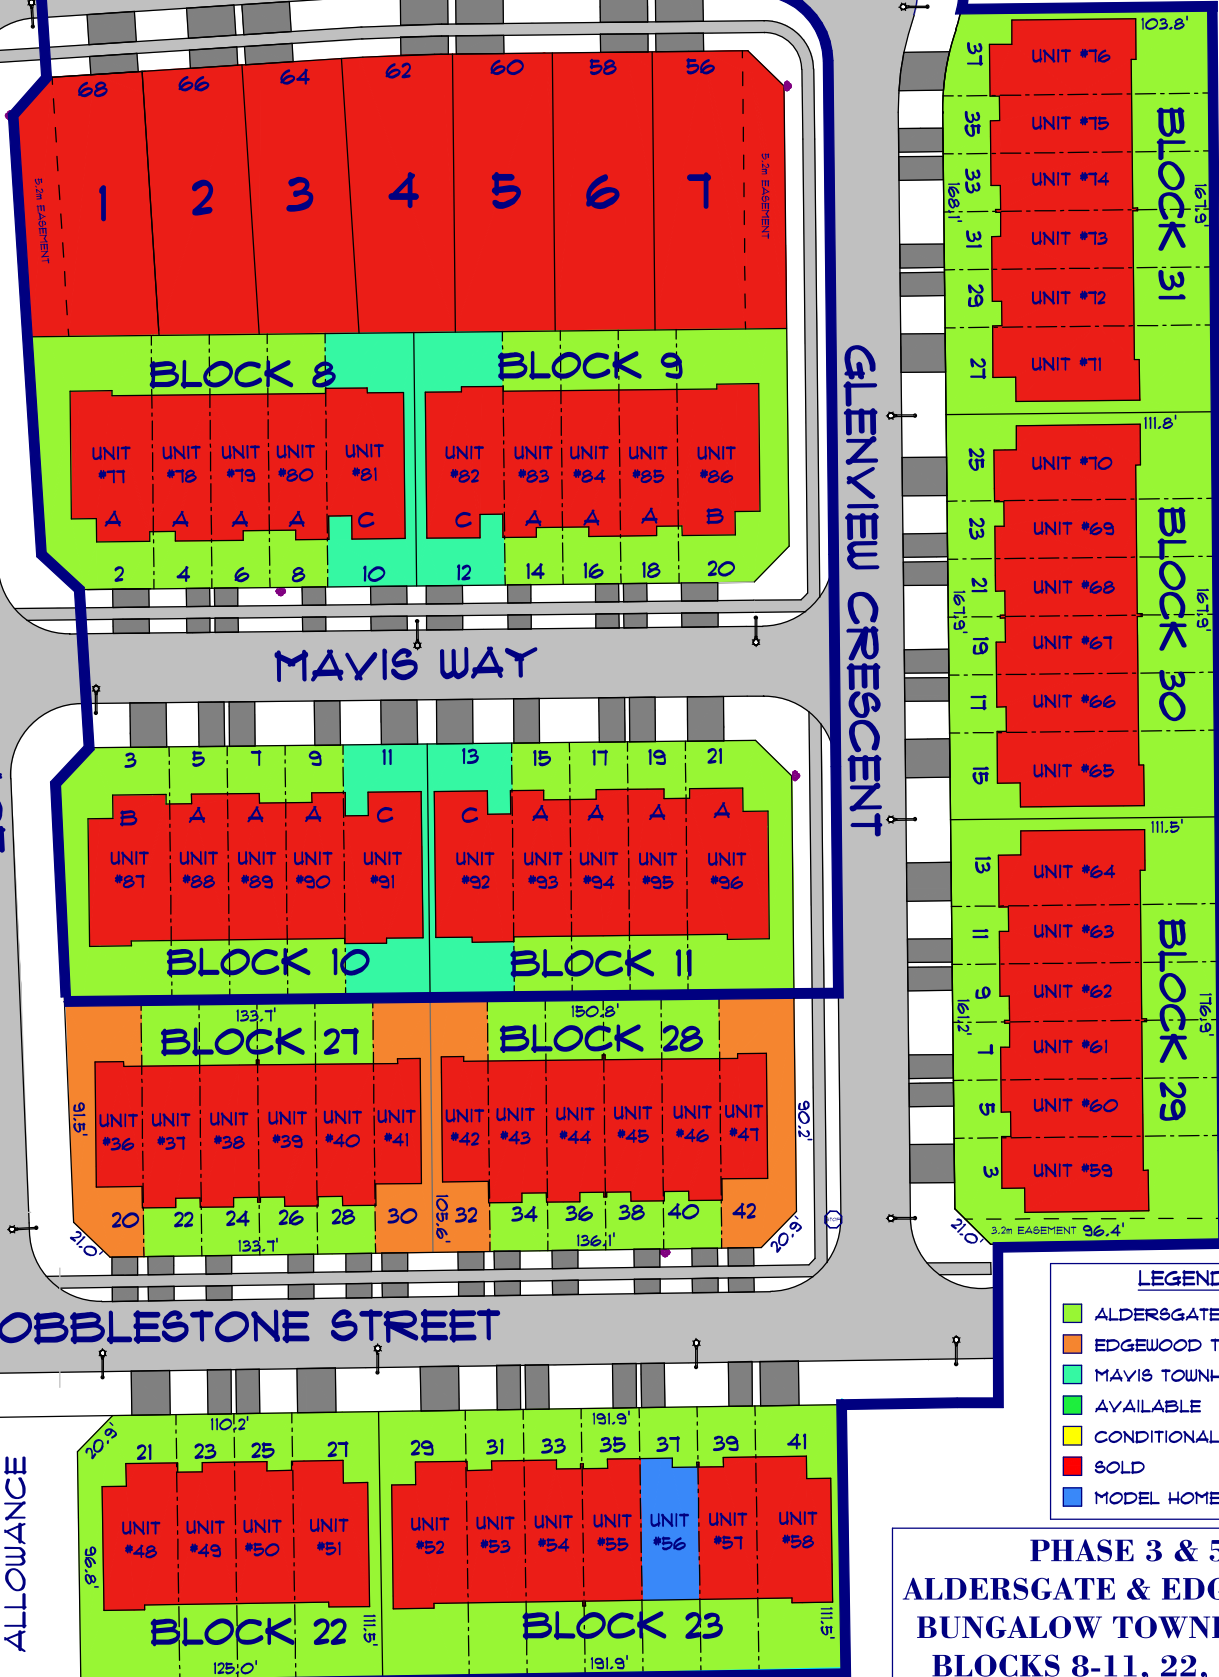 68 66 64 62 60 58 56
1 2 3 4 5 6 7
5.2m EASEMENT
5.2m EASEMENT
BLOCK 8
BLOCK 9
UNIT #77 A
UNIT #78 A
UNIT #79 A
UNIT #80 A
UNIT #81 C
UNIT #82 C
UNIT #83 A
UNIT #84 A
UNIT #85 A
UNIT #86 B
2 4 6 8 10 12 14 16 18 20
MAVIS WAY
GLENVIEW CRESCENT
3 5 7 9 11 13 15 17 19 21
B UNIT #87
A UNIT #88
A UNIT #89
A UNIT #90
C UNIT #91
C UNIT #92
A UNIT #93
A UNIT #94
A UNIT #95
A UNIT #96
BLOCK 10
BLOCK 11
133.7'
150.8'
BLOCK 27
BLOCK 28
91.5'
UNIT #36
UNIT #37
UNIT #38
UNIT #39
UNIT #40
UNIT #41
UNIT #42
UNIT #43
UNIT #44
UNIT #45
UNIT #46
UNIT #47
90.2'
105.6'
20 22 24 26 28 30 32 34 36 38 40 42
21.0'
133.7'
136.1'
20.9'
STOP
OBBLESTONE STREET
20.9'
110.2'
191.9'
21 23 25 27 29 31 33 35 37 39 41
UNIT #48
UNIT #49
UNIT #50
UNIT #51
UNIT #52
UNIT #53
UNIT #54
UNIT #55
UNIT #56
UNIT #57
UNIT #58
96.8'
111.5'
111.5'
BLOCK 22
BLOCK 23
125.0'
191.9'
ALLOWANCE
103.8'
37 UNIT #76
35 UNIT #75
33 UNIT #74
31 UNIT #73
29 UNIT #72
27 UNIT #71
168.1'
BLOCK 31
167.9'
111.8'
25 UNIT #70
23 UNIT #69
21 UNIT #68
19 UNIT #67
17 UNIT #66
15 UNIT #65
167.9'
BLOCK 30
167.9'
111.5'
13 UNIT #64
11 UNIT #63
9 UNIT #62
7 UNIT #61
5 UNIT #60
3 UNIT #59
161.2'
BLOCK 29
176.9'
21.0'
3.2m EASEMENT 96.4'
LEGEND
ALDERSGATE
EDGEWOOD T
MAVIS TOWNH
AVAILABLE
CONDITIONAL
SOLD
MODEL HOME
PHASE 3 & 5
ALDERSGATE & EDG
BUNGALOW TOWN
BLOCKS 8-11, 22,